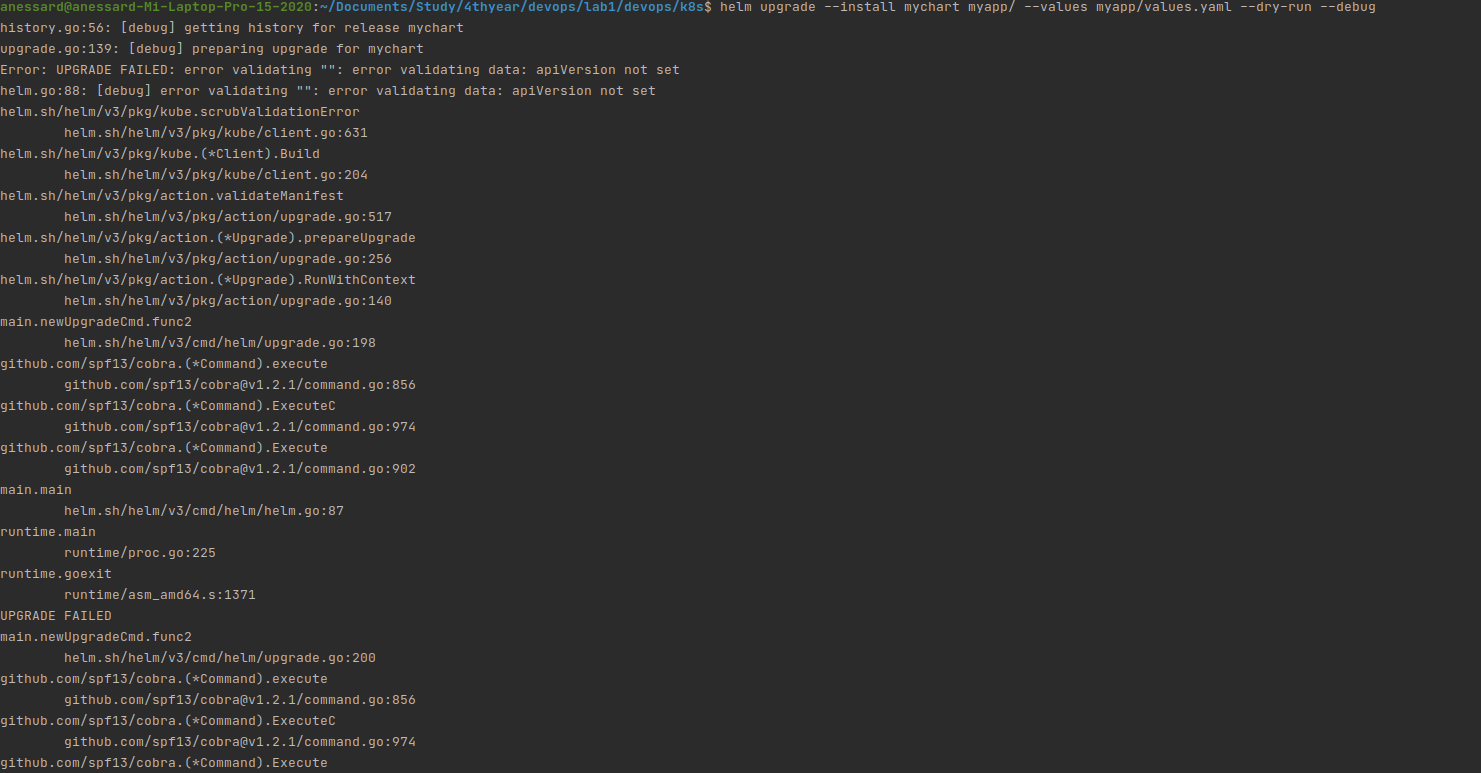 anessard@anessard-Mi-Laptop-Pro-15-2020:~/Documents/Study/4thyear/devops/lab1/devops/k8s$ helm upgrade --install mychart myapp/ --values myapp/values.yaml --dry-run --debug
history.go:56: [debug] getting history for release mychart
upgrade.go:139: [debug] preparing upgrade for mychart
Error: UPGRADE FAILED: error validating "": error validating data: apiVersion not set
helm.go:88: [debug] error validating "": error validating data: apiVersion not set
helm.sh/helm/v3/pkg/kube.scrubValidationError
        helm.sh/helm/v3/pkg/kube/client.go:631
helm.sh/helm/v3/pkg/kube.(*Client).Build
        helm.sh/helm/v3/pkg/kube/client.go:204
helm.sh/helm/v3/pkg/action.validateManifest
        helm.sh/helm/v3/pkg/action/upgrade.go:517
helm.sh/helm/v3/pkg/action.(*Upgrade).prepareUpgrade
        helm.sh/helm/v3/pkg/action/upgrade.go:256
helm.sh/helm/v3/pkg/action.(*Upgrade).RunWithContext
        helm.sh/helm/v3/pkg/action/upgrade.go:140
main.newUpgradeCmd.func2
        helm.sh/helm/v3/cmd/helm/upgrade.go:198
github.com/spf13/cobra.(*Command).execute
        github.com/spf13/cobra@v1.2.1/command.go:856
github.com/spf13/cobra.(*Command).ExecuteC
        github.com/spf13/cobra@v1.2.1/command.go:974
github.com/spf13/cobra.(*Command).Execute
        github.com/spf13/cobra@v1.2.1/command.go:902
main.main
        helm.sh/helm/v3/cmd/helm/helm.go:87
runtime.main
        runtime/proc.go:225
runtime.goexit
        runtime/asm_amd64.s:1371
UPGRADE FAILED
main.newUpgradeCmd.func2
        helm.sh/helm/v3/cmd/helm/upgrade.go:200
github.com/spf13/cobra.(*Command).execute
        github.com/spf13/cobra@v1.2.1/command.go:856
github.com/spf13/cobra.(*Command).ExecuteC
        github.com/spf13/cobra@v1.2.1/command.go:974
github.com/spf13/cobra.(*Command).Execute